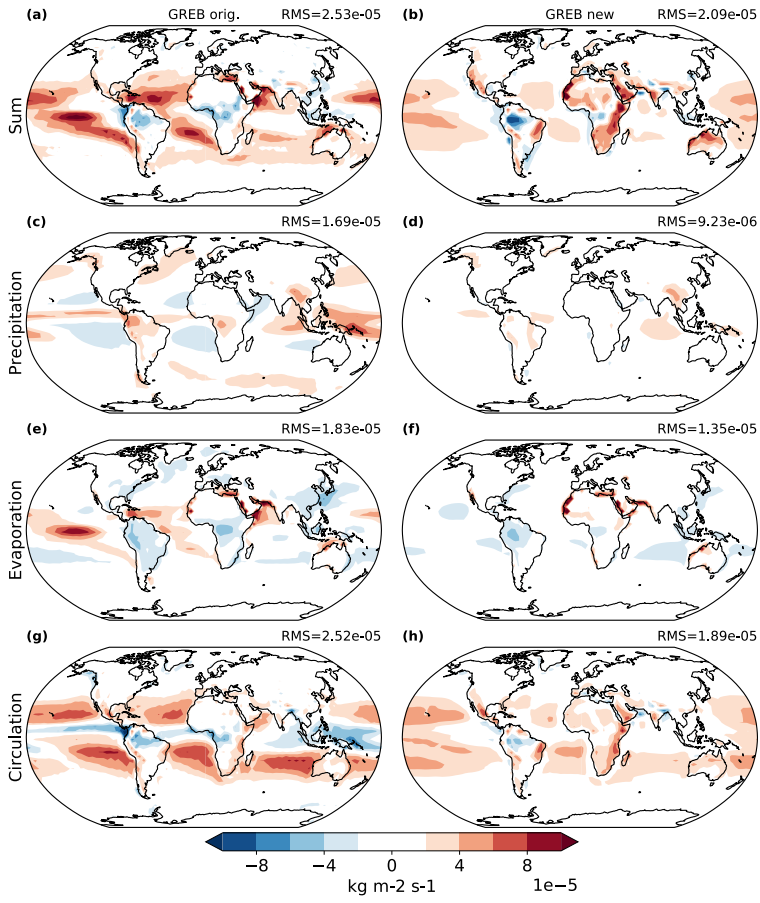 (a) GREB orig. RMS=2.53e-05
(b) GREB new RMS=2.09e-05
Sum
(c) RMS=1.69e-05
(d) RMS=9.23e-06
Precipitation
(e) RMS=1.83e-05
(f) RMS=1.35e-05
Evaporation
(g) RMS=2.52e-05
(h) RMS=1.89e-05
Circulation
−8 −4 0 4 8
kg m-2 s-1 1e−5